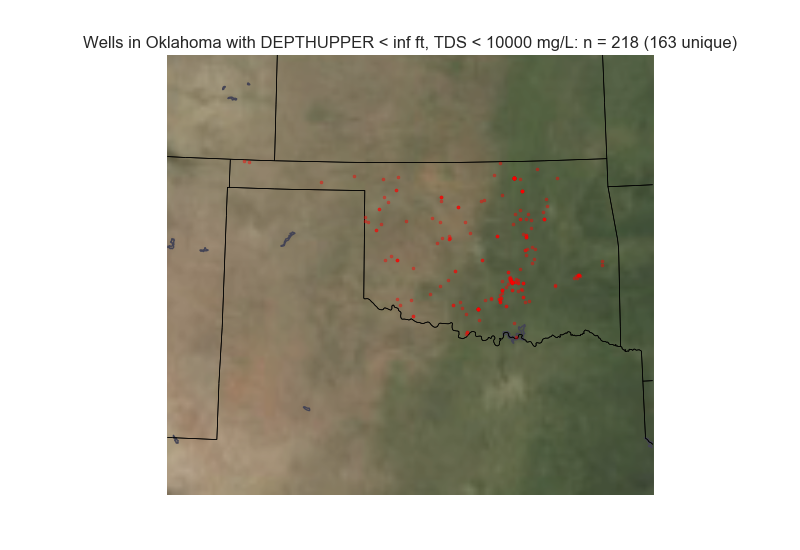 Wells in Oklahoma with DEPTHUPPER < inf ft, TDS < 10000 mg/L: n = 218 (163 unique)